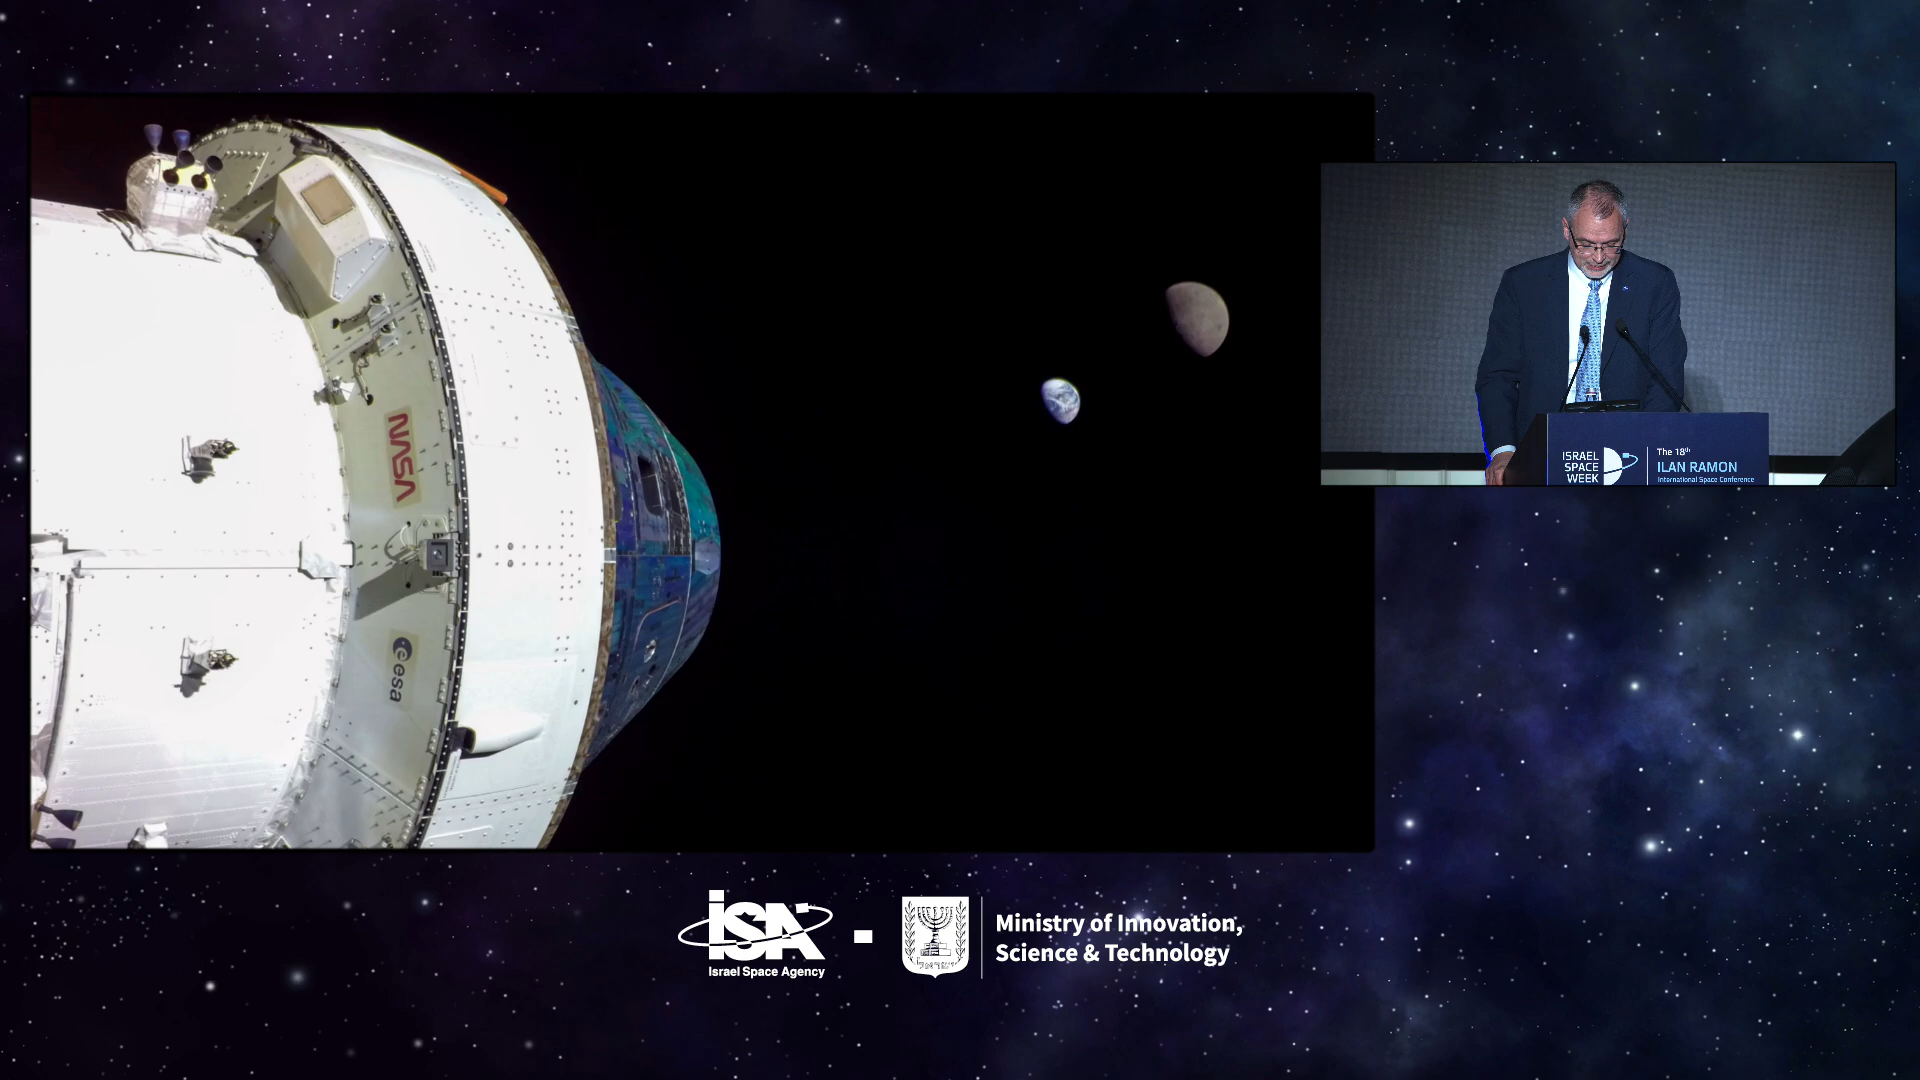 NASA
esa
ISRAEL
SPACE
WEEK
The 18th
ILAN RAMON
International Space Conference
iSA
Israel Space Agency
Ministry of Innovation,
Science & Technology